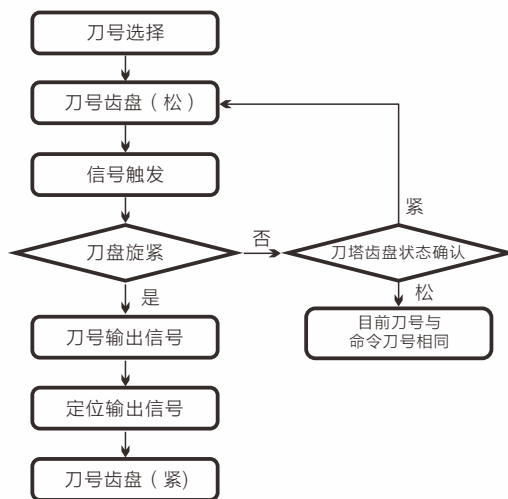 刀号选择
刀号齿盘（松）
信号触发
紧
刀盘旋紧
否
刀塔齿盘状态确认
是
松
刀号输出信号
目前刀号与
命令刀号相同
定位输出信号
刀号齿盘（紧)